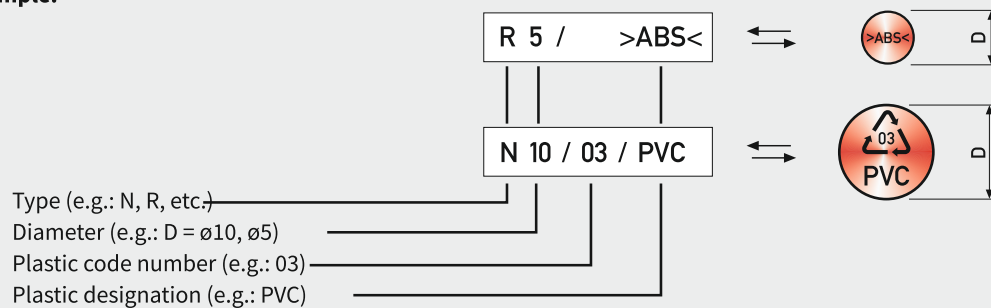 R 5 / >ABS<
>ABS<
D
N 10 / 03 / PVC
03
PVC
D
Type (e.g.: N, R, etc.)
Diameter (e.g.: D = ø10, ø5)
Plastic code number (e.g.: 03)
Plastic designation (e.g.: PVC)